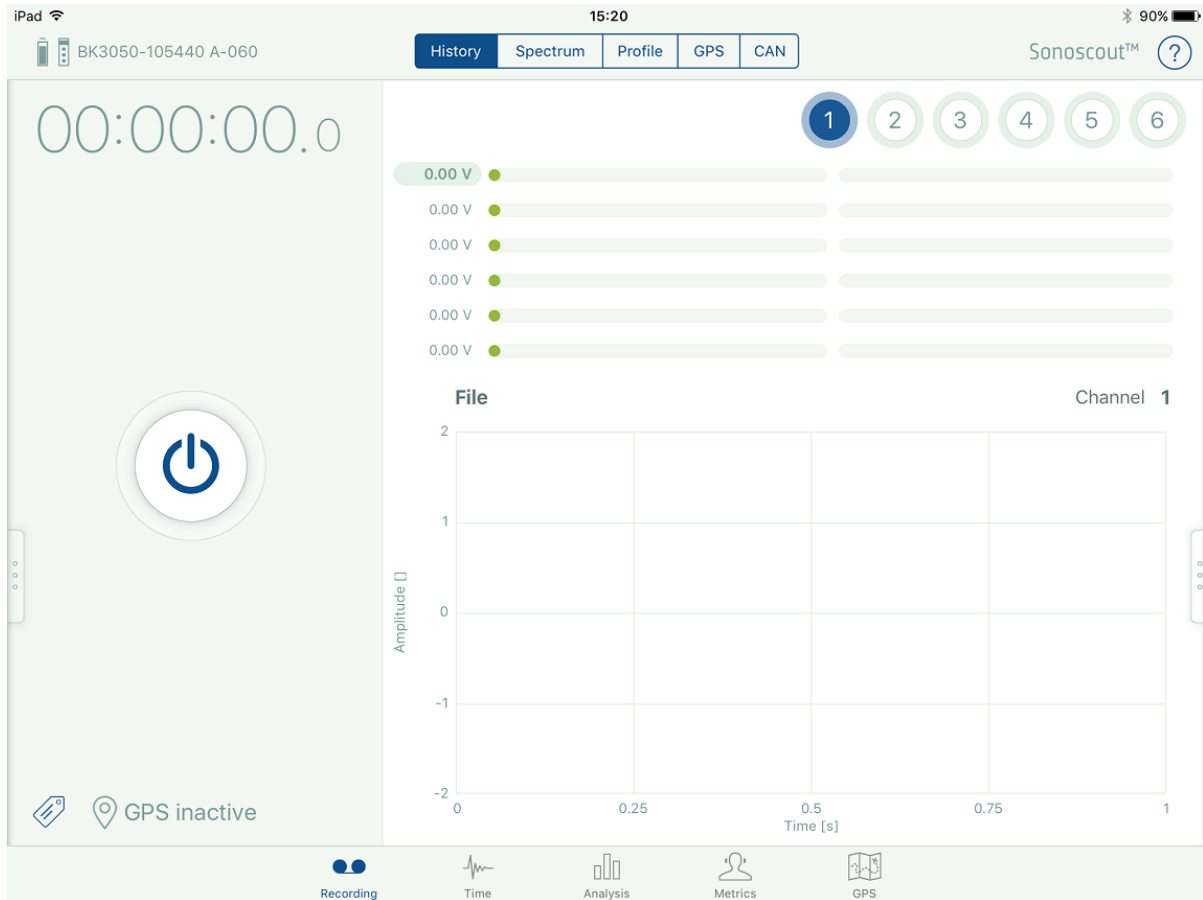 iPad 15:20 90%
BK3050-105440 A-060 History Spectrum Profile GPS CAN Sonoscout™ ?
00:00:00.0
1 2 3 4 5 6
0.00 V
0.00 V
0.00 V
0.00 V
0.00 V
0.00 V
File Channel 1
2
1
0
-1
-2
Amplitude []
0 0.25 0.5 0.75 1
Time [s]
GPS inactive
Recording Time Analysis Metrics GPS